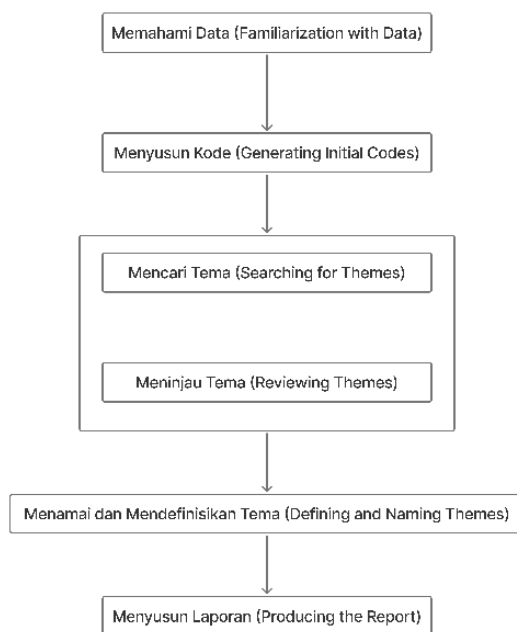 Memahami Data (Familiarization with Data)
Menyusun Kode (Generating Initial Codes)
Mencari Tema (Searching for Themes)
Meninjau Tema (Reviewing Themes)
Menamai dan Mendefinisikan Tema (Defining and Naming Themes)
Menyusun Laporan (Producing the Report)